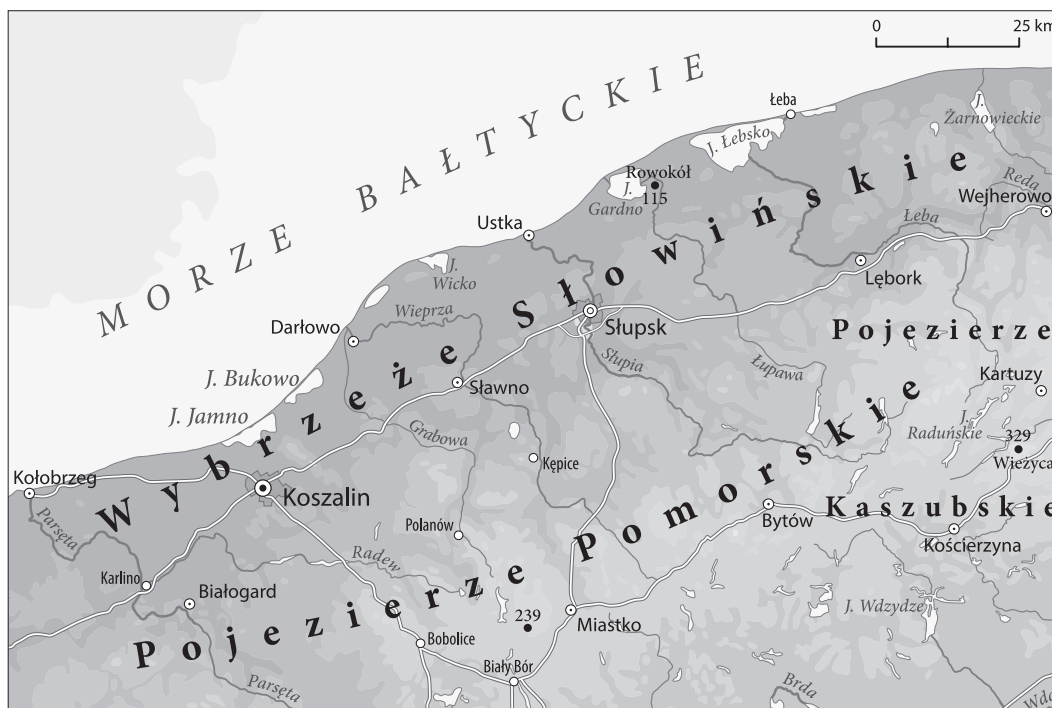 0 25 km
MORZE BAŁTYCKIE
Łeba
J. Żarnowieckie
J. Łebsko
Rowokół
115
J. Gardno
Reda
Wejherowo
Ustka
Łeba
Lębork
J. Wicko
Wieprza
Darłowo
Wybrzeże Słowińskie
Słupsk
Pojezierze
Kaszubskie
Słupia
Łupawa
Kartuzy
J. Bukowo
Sławno
J. Jamno
J. Raduńskie
329
Wieżyca
Grabowa
Kępice
Kołobrzeg
Koszalin
Parsęta
Polanów
Bytów
Kościerzyna
Radew
Karlino
Białogard
Pojezierze Pomorskie
239
Miastko
J. Wdzydze
Bobolice
Biały Bór
Parsęta
Brda